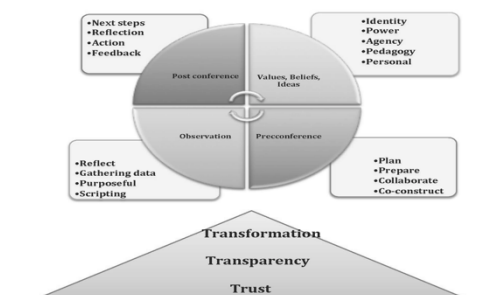 •Next steps
•Reflection
•Action
•Feedback
•Identity
•Power
•Agency
•Pedagogy
•Personal
Post conference
Values, Beliefs,
Ideas
Observation
Precconference
•Reflect
•Gathering data
•Purposeful
•Scripting
•Plan
•Prepare
•Collaborate
•Co-construct
Transformation
Transparency
Trust